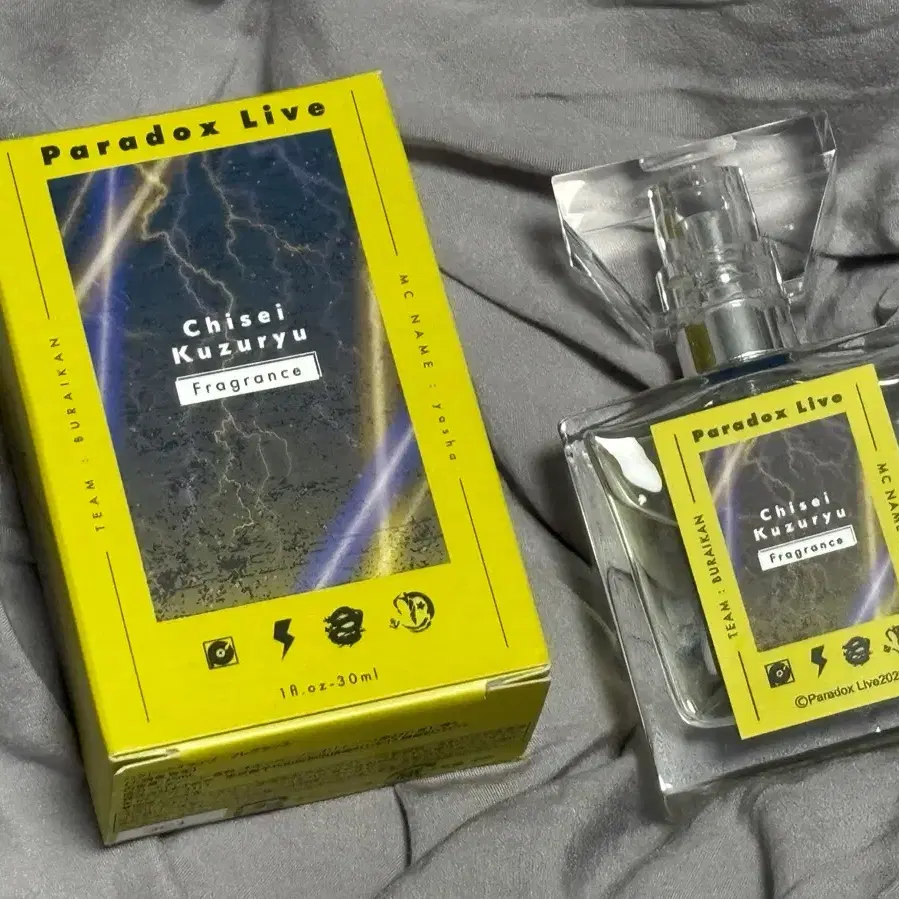 Paradox Live
Chisei
Kuzuryu
Fragrance
TEAM : BURAIKAN
MC NAME : yasha
1fl.oz-30ml
Paradox Live
Chisei
Kuzuryu
Fragrance
TEAM : BURAIKAN
MC NAME
©Paradox Live202